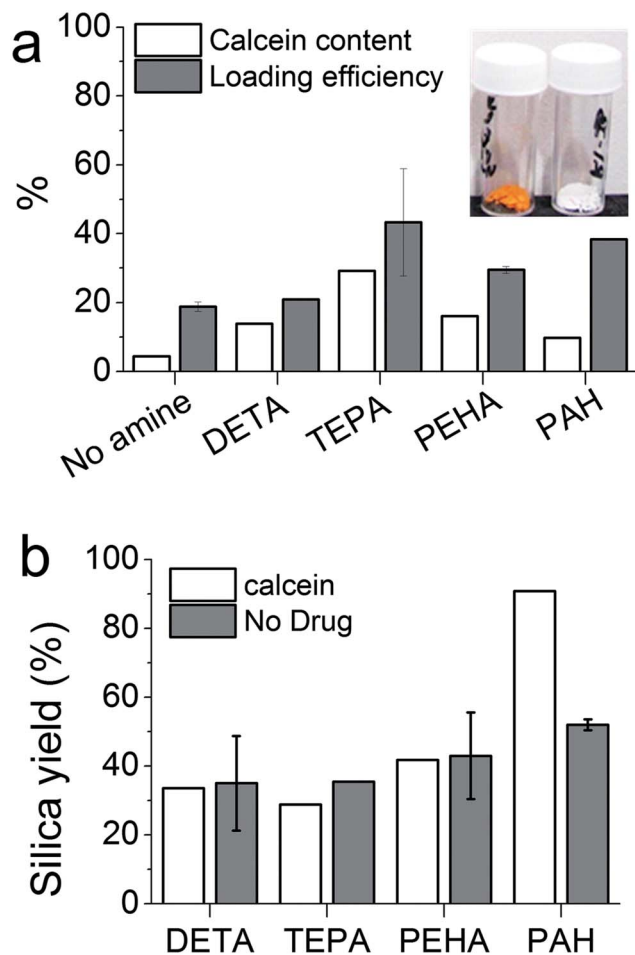 a
100
80
60
40
20
0
%
Calcein content
Loading efficiency
No amine
DETA
TEPA
PEHA
PAH
b
100
80
60
40
20
0
Silica yield (%)
calcein
No Drug
DETA
TEPA
PEHA
PAH